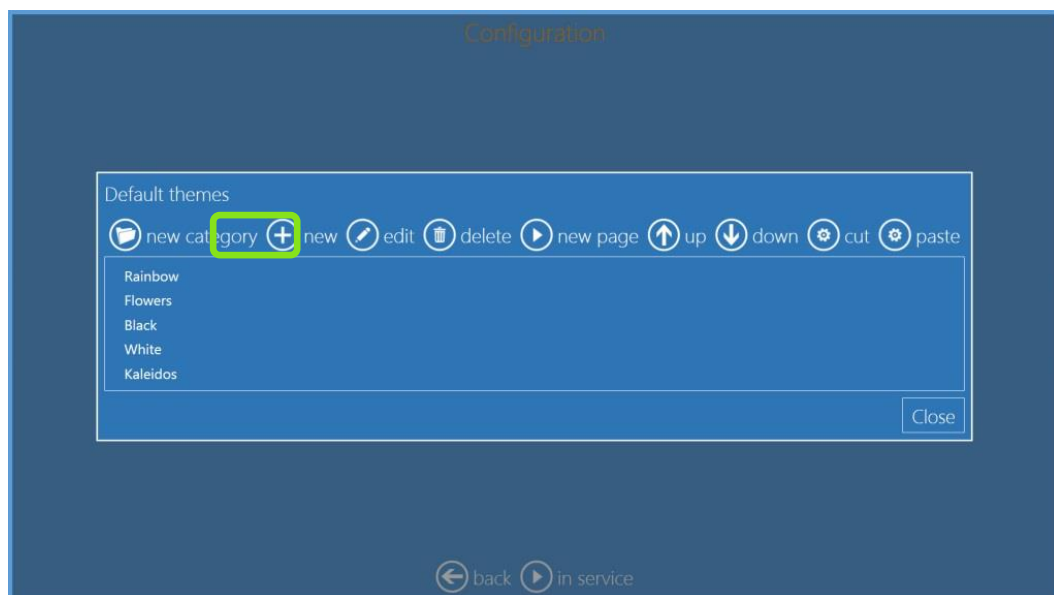 Configuration
Default themes
new category new edit delete new page up down cut paste
Rainbow
Flowers
Black
White
Kaleidos
Close
back in service